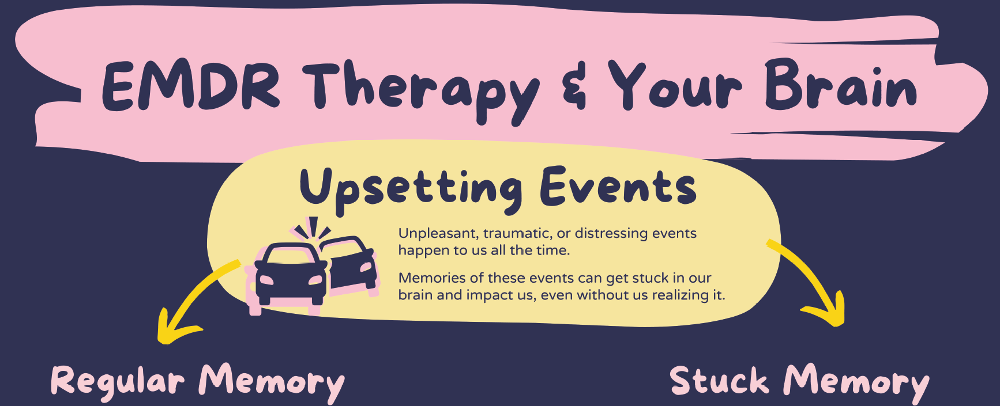 EMDR Therapy & Your Brain
Upsetting Events
Unpleasant, traumatic, or distressing events
happen to us all the time.
Memories of these events can get stuck in our
brain and impact us, even without us realizing it.
Regular Memory
Stuck Memory